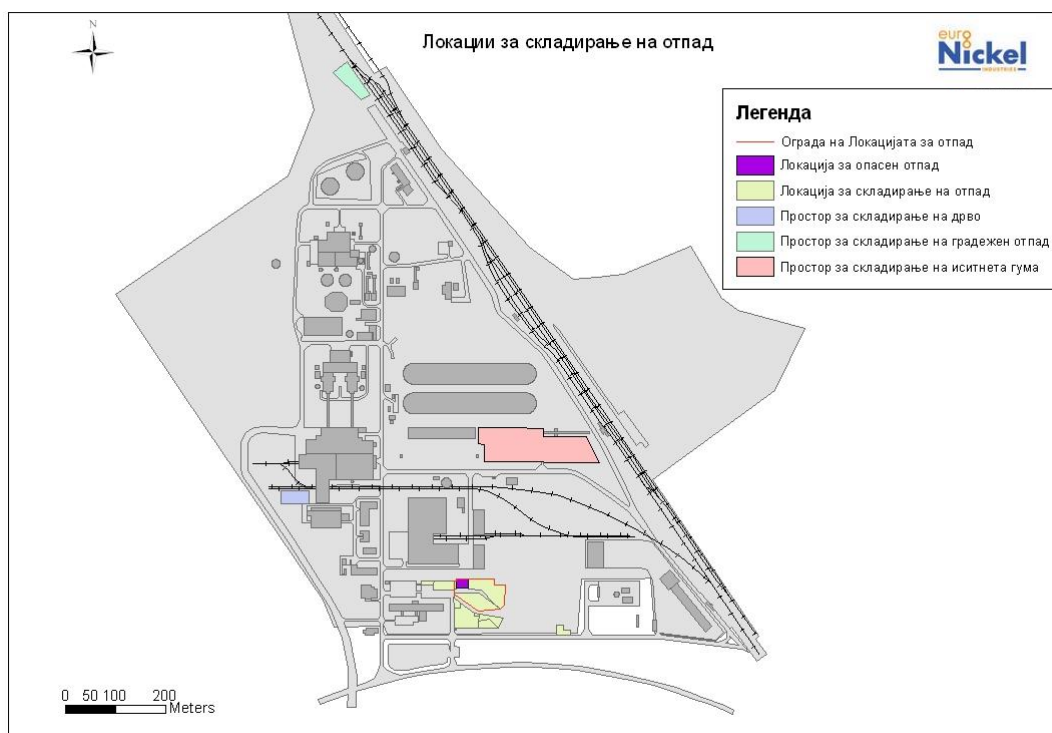 N
Локации за складирање на отпад
euro
Nickel
INDUSTRIES
Легенда
Ограда на Локацијата за отпад
Локација за опасен отпад
Локација за складирање на отпад
Простор за складирање на дрво
Простор за складирање на градежен отпад
Простор за складирање на иситнета гума
0 50 100 200
Meters